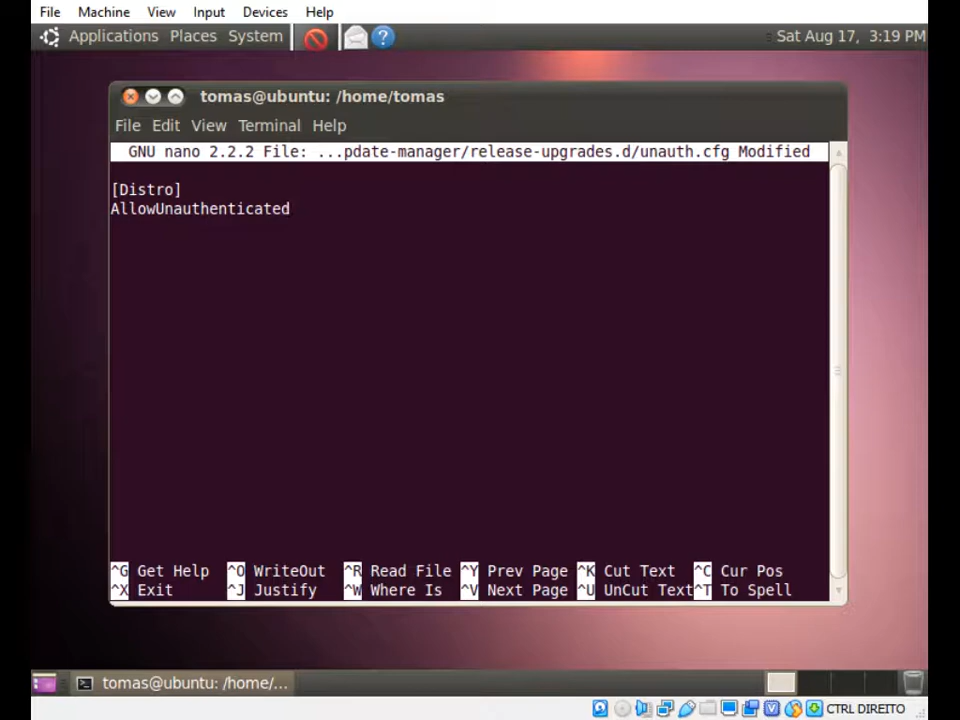 File Machine View Input Devices Help
Applications Places System Sat Aug 17, 3:19 PM
tomas@ubuntu: /home/tomas
File Edit View Terminal Help
GNU nano 2.2.2 File: ...pdate-manager/release-upgrades.d/unauth.cfg Modified
[Distro]
AllowUnauthenticated
^G Get Help ^O WriteOut ^R Read File ^Y Prev Page ^K Cut Text ^C Cur Pos
^X Exit ^J Justify ^W Where Is ^V Next Page ^U UnCut Text ^T To Spell
tomas@ubuntu: /home/...
CTRL DIREITO